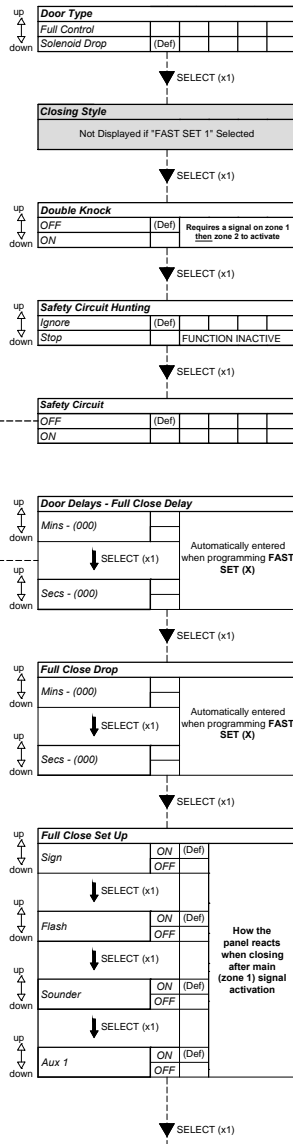 Door Type
up
Full Control
down
Solenoid Drop (Def)
SELECT (x1)
Closing Style
Not Displayed if "FAST SET 1" Selected
SELECT (x1)
Double Knock
up
OFF (Def)
down
ON
Requires a signal on zone 1
then zone 2 to activate
SELECT (x1)
Safety Circuit Hunting
up
Ignore (Def)
down
Stop FUNCTION INACTIVE
SELECT (x1)
Safety Circuit
OFF (Def)
ON
Door Delays - Full Close Delay
up
Mins - (000)
down
SELECT (x1)
up
Secs - (000)
down
Automatically entered
when programming FAST
SET (X)
SELECT (x1)
Full Close Drop
up
Mins - (000)
down
SELECT (x1)
up
Secs - (000)
down
Automatically entered
when programming FAST
SET (X)
SELECT (x1)
Full Close Set Up
up
Sign ON (Def)
OFF
down
SELECT (x1)
up
Flash ON (Def)
OFF
down
SELECT (x1)
up
Sounder ON (Def)
OFF
down
SELECT (x1)
up
Aux 1 ON (Def)
OFF
down
How the
panel reacts
when closing
after main
(zone 1) signal
activation
SELECT (x1)